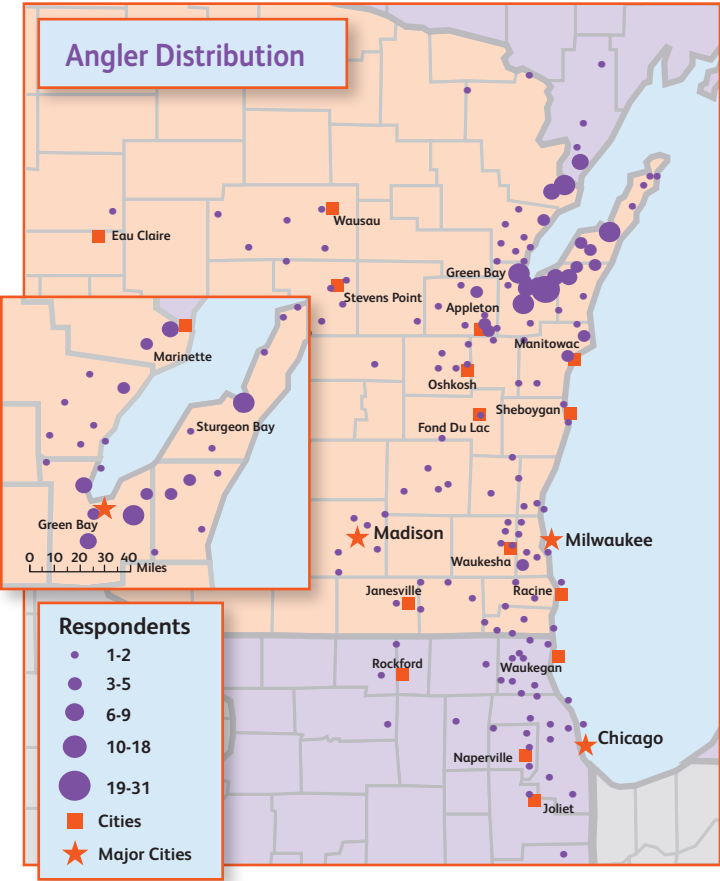 Angler Distribution
Wausau
Eau Claire
Green Bay
Stevens Point
Appleton
Manitowoc
Oshkosh
Sheboygan
Fond Du Lac
Madison
Milwaukee
Waukesha
Janesville
Racine
Rockford
Waukegan
Chicago
Naperville
Joliet
Marinette
Sturgeon Bay
Green Bay
0 10 20 30 40
Miles
Respondents
1-2
3-5
6-9
10-18
19-31
Cities
Major Cities